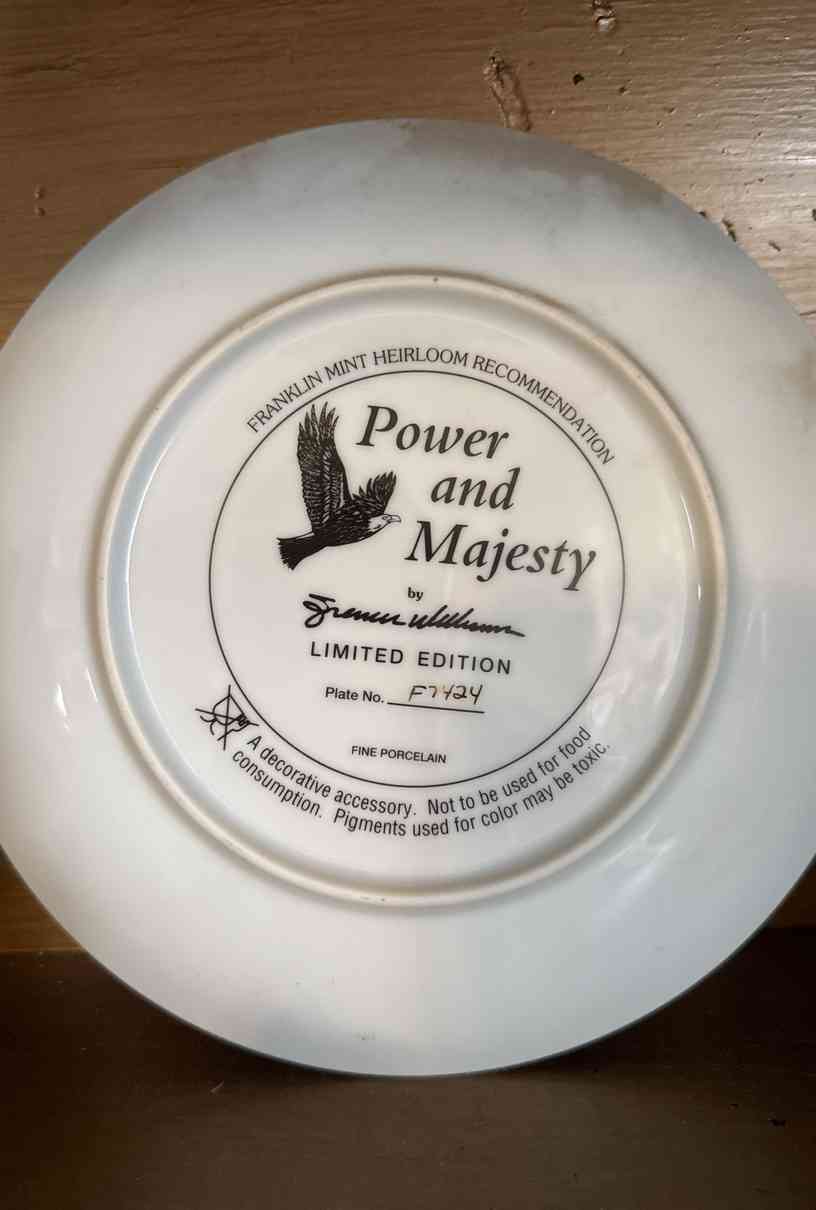 FRANKLIN MINT HEIRLOOM RECOMMENDATION
Power
and
Majesty
by
LIMITED EDITION
Plate No. F7424
FINE PORCELAIN
A decorative accessory. Not to be used for food
consumption. Pigments used for color may be toxic.